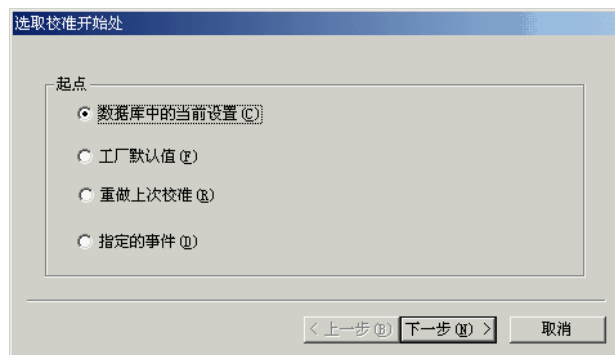 选取校准开始处
起点
数据库中的当前设置(C)
工厂默认值(F)
重做上次校准(R)
指定的事件(D)
< 上一步(B) 下一步(N) > 取消